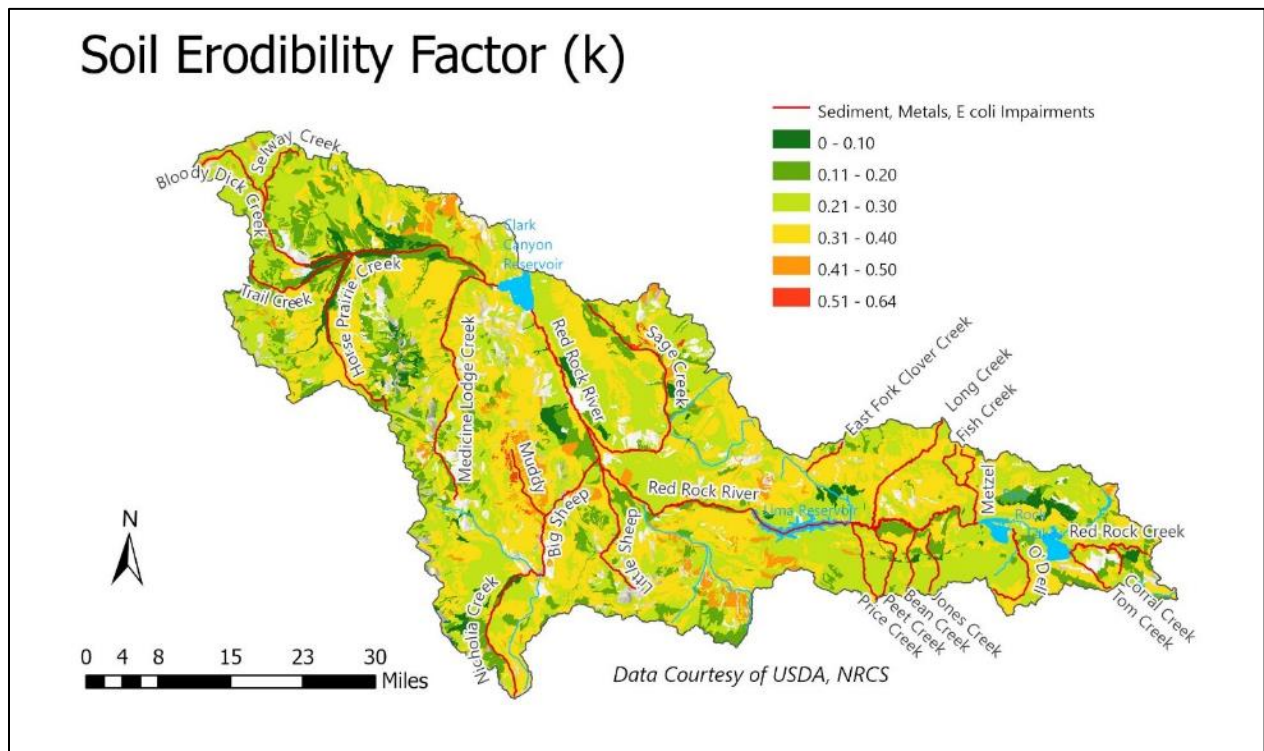 Soil Erodibility Factor (k)
Sediment, Metals, E coli Impairments
0 - 0.10
0.11 - 0.20
0.21 - 0.30
0.31 - 0.40
0.41 - 0.50
0.51 - 0.64
Selway Creek
Bloody Dick Creek
Trail Creek
Horse Prairie Creek
Clark
Canyon
Reservoir
Medicine Lodge Creek
Red Rock River
Sage Creek
Muddy
Big Sheep
Little Sheep
Nicholia Creek
Red Rock River
Lima Reservoir
East Fork Clover Creek
Long Creek
Fish Creek
Metzel
Red Rock Creek
O'Dell
Corral Creek
Tom Creek
Jones Creek
Bean Creek
Peet Creek
Price Creek
N
0 4 8 15 23 30
Miles
Data Courtesy of USDA, NRCS